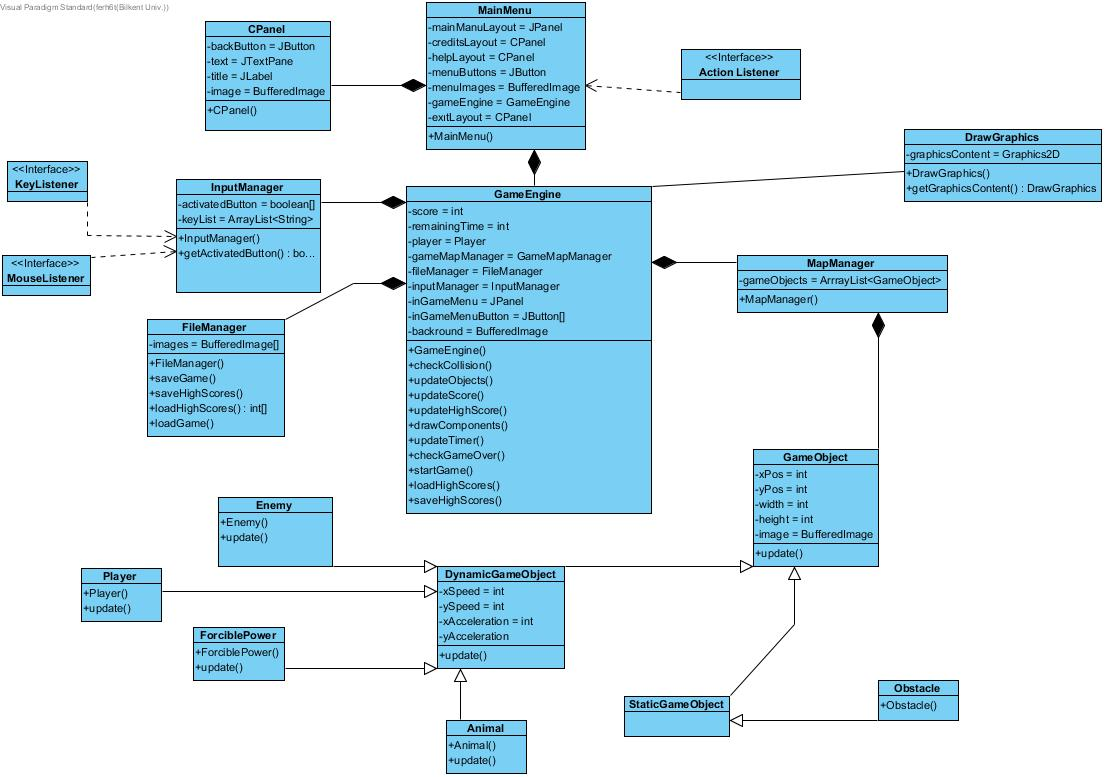 Visual Paradigm Standard(ferh6t(Bilkent Univ.))
CPanel
-backButton = JButton
-text = JTextPane
-title = JLabel
-image = BufferedImage
+CPanel()
MainMenu
-mainManuLayout = JPanel
-creditsLayout = CPanel
-helpLayout = CPanel
-menuButtons = JButton
-menuImages = BufferedImage
-gameEngine = GameEngine
-exitLayout = CPanel
+MainMenu()
<<Interface>>
Action Listener
DrawGraphics
-graphicsContent = Graphics2D
+DrawGraphics()
+getGraphicsContent() : DrawGraphics
<<Interface>>
KeyListener
<<Interface>>
MouseListener
InputManager
-activatedButton = boolean[]
-keyList = ArrayList<String>
+InputManager()
+getActivatedButton() : bo...
GameEngine
-score = int
-remainingTime = int
-player = Player
-gameMapManager = GameMapManager
-fileManager = FileManager
-inputManager = InputManager
-inGameMenu = JPanel
-inGameMenuButton = JButton[]
-backround = BufferedImage
+GameEngine()
+checkCollision()
+updateObjects()
+updateScore()
+updateHighScore()
+drawComponents()
+updateTimer()
+checkGameOver()
+startGame()
+loadHighScores()
+saveHighScores()
MapManager
-gameObjects = ArrrayList<GameObject>
+MapManager()
FileManager
-images = BufferedImage[]
+FileManager()
+saveGame()
+saveHighScores()
+loadHighScores() : int[]
+loadGame()
GameObject
-xPos = int
-yPos = int
-width = int
-height = int
-image = BufferedImage
+update()
Enemy
+Enemy()
+update()
Player
+Player()
+update()
DynamicGameObject
-xSpeed = int
-ySpeed = int
-xAcceleration = int
-yAcceleration
+update()
ForciblePower
+ForciblePower()
+update()
Animal
+Animal()
+update()
StaticGameObject
Obstacle
+Obstacle()